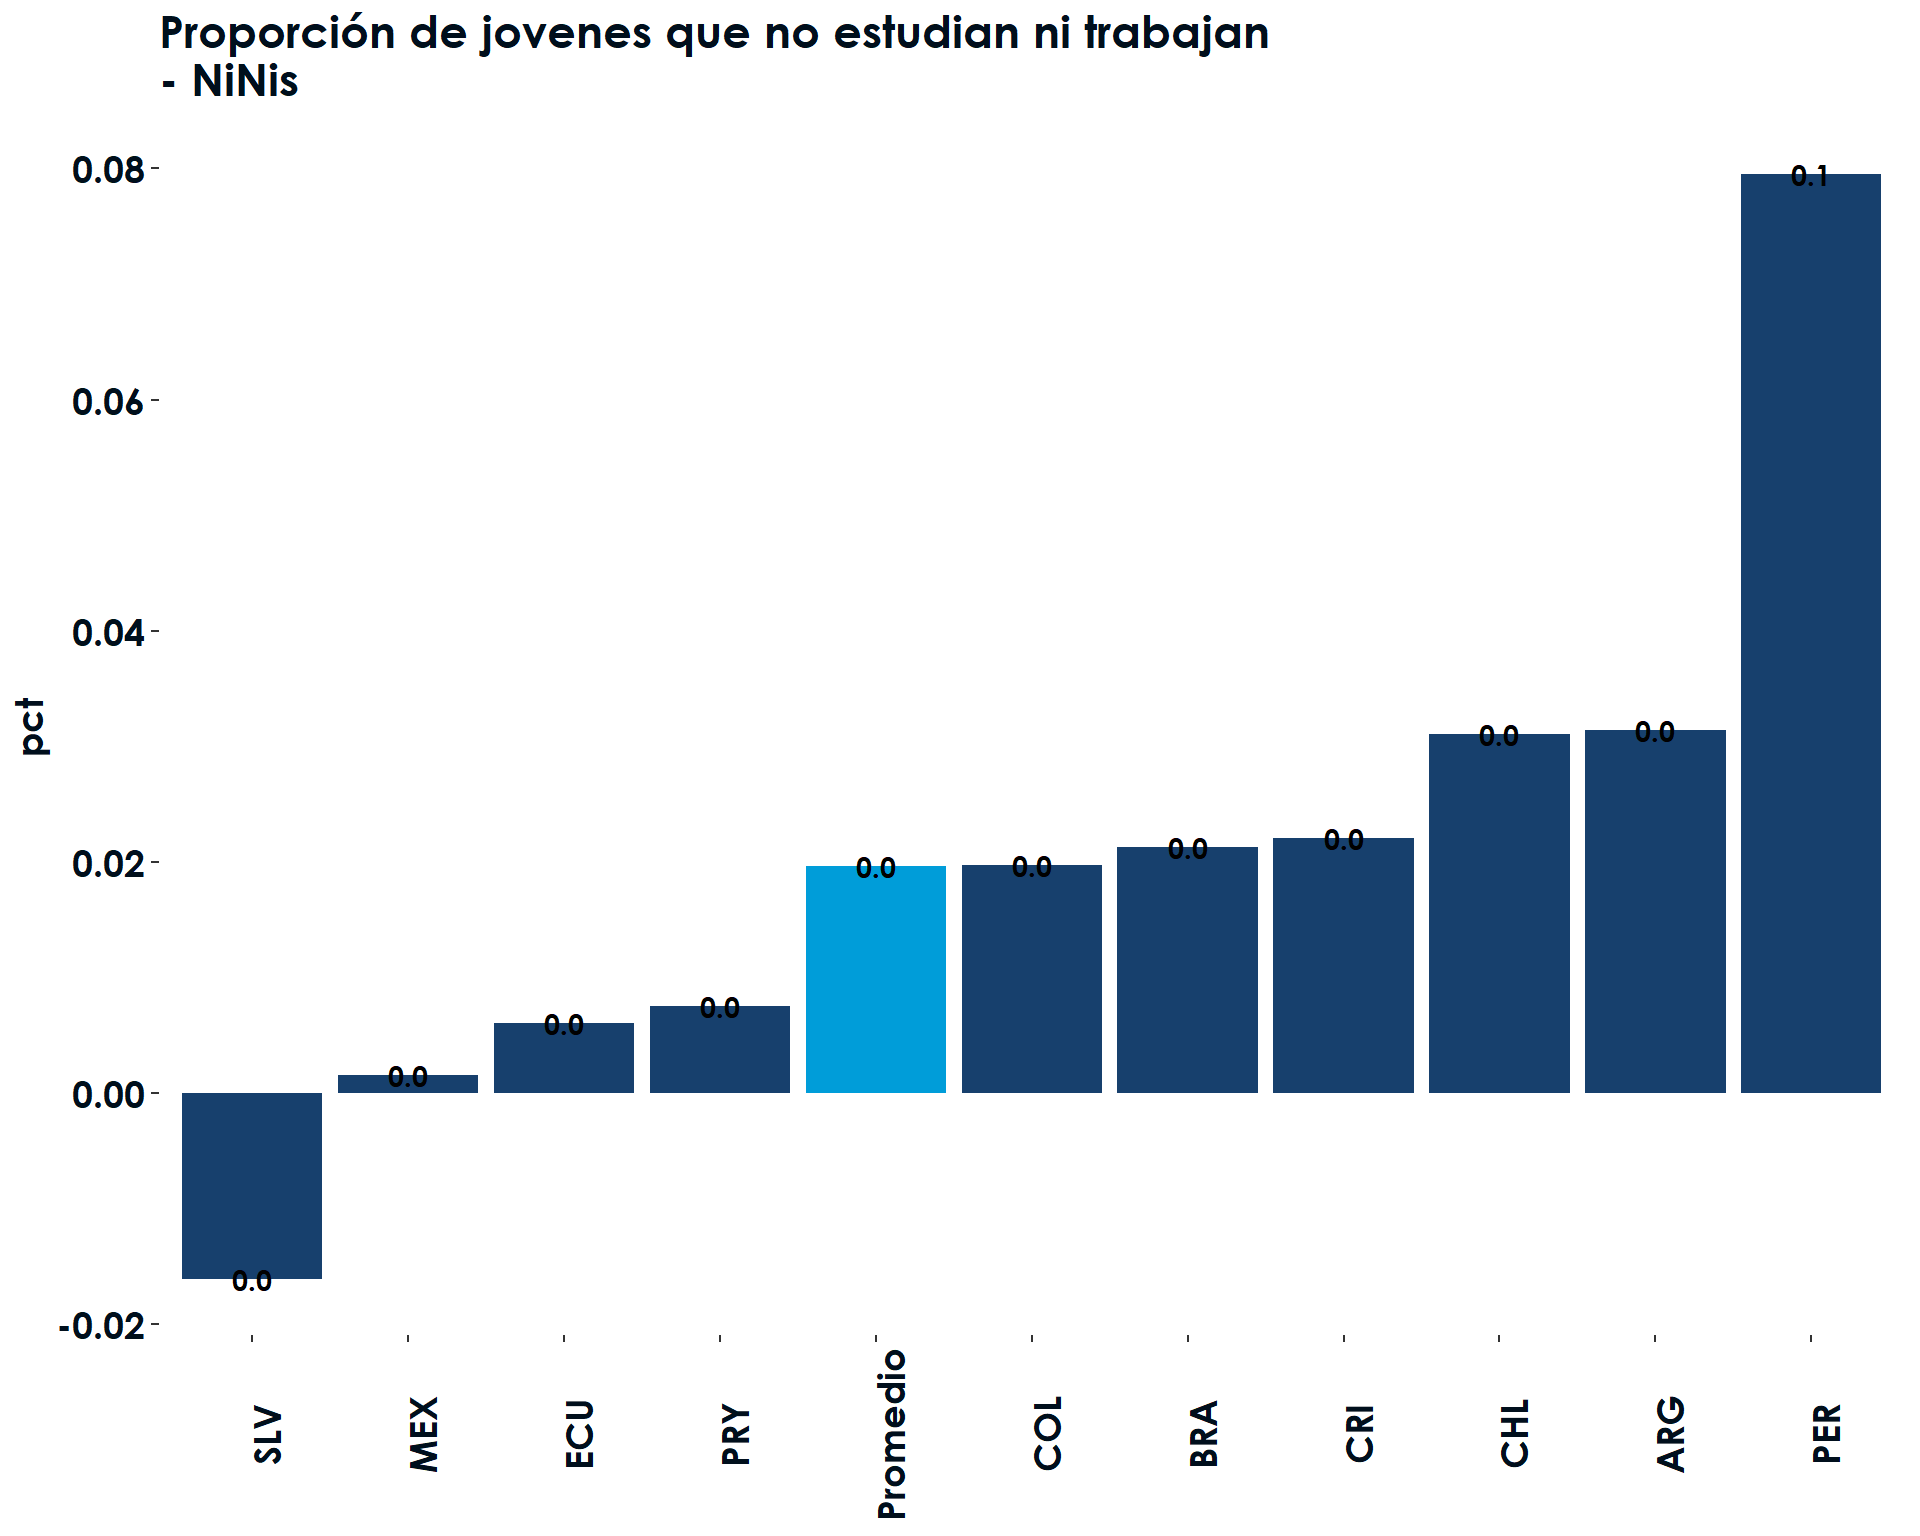 Proporción de jovenes que no estudian ni trabajan
- NiNis
0.08
0.06
0.04
0.02
0.00
-0.02
pct
0.0
0.0
0.0
0.0
0.0
0.0
0.0
0.0
0.0
0.0
0.1
SLV
MEX
ECU
PRY
Promedio
COL
BRA
CRI
CHL
ARG
PER